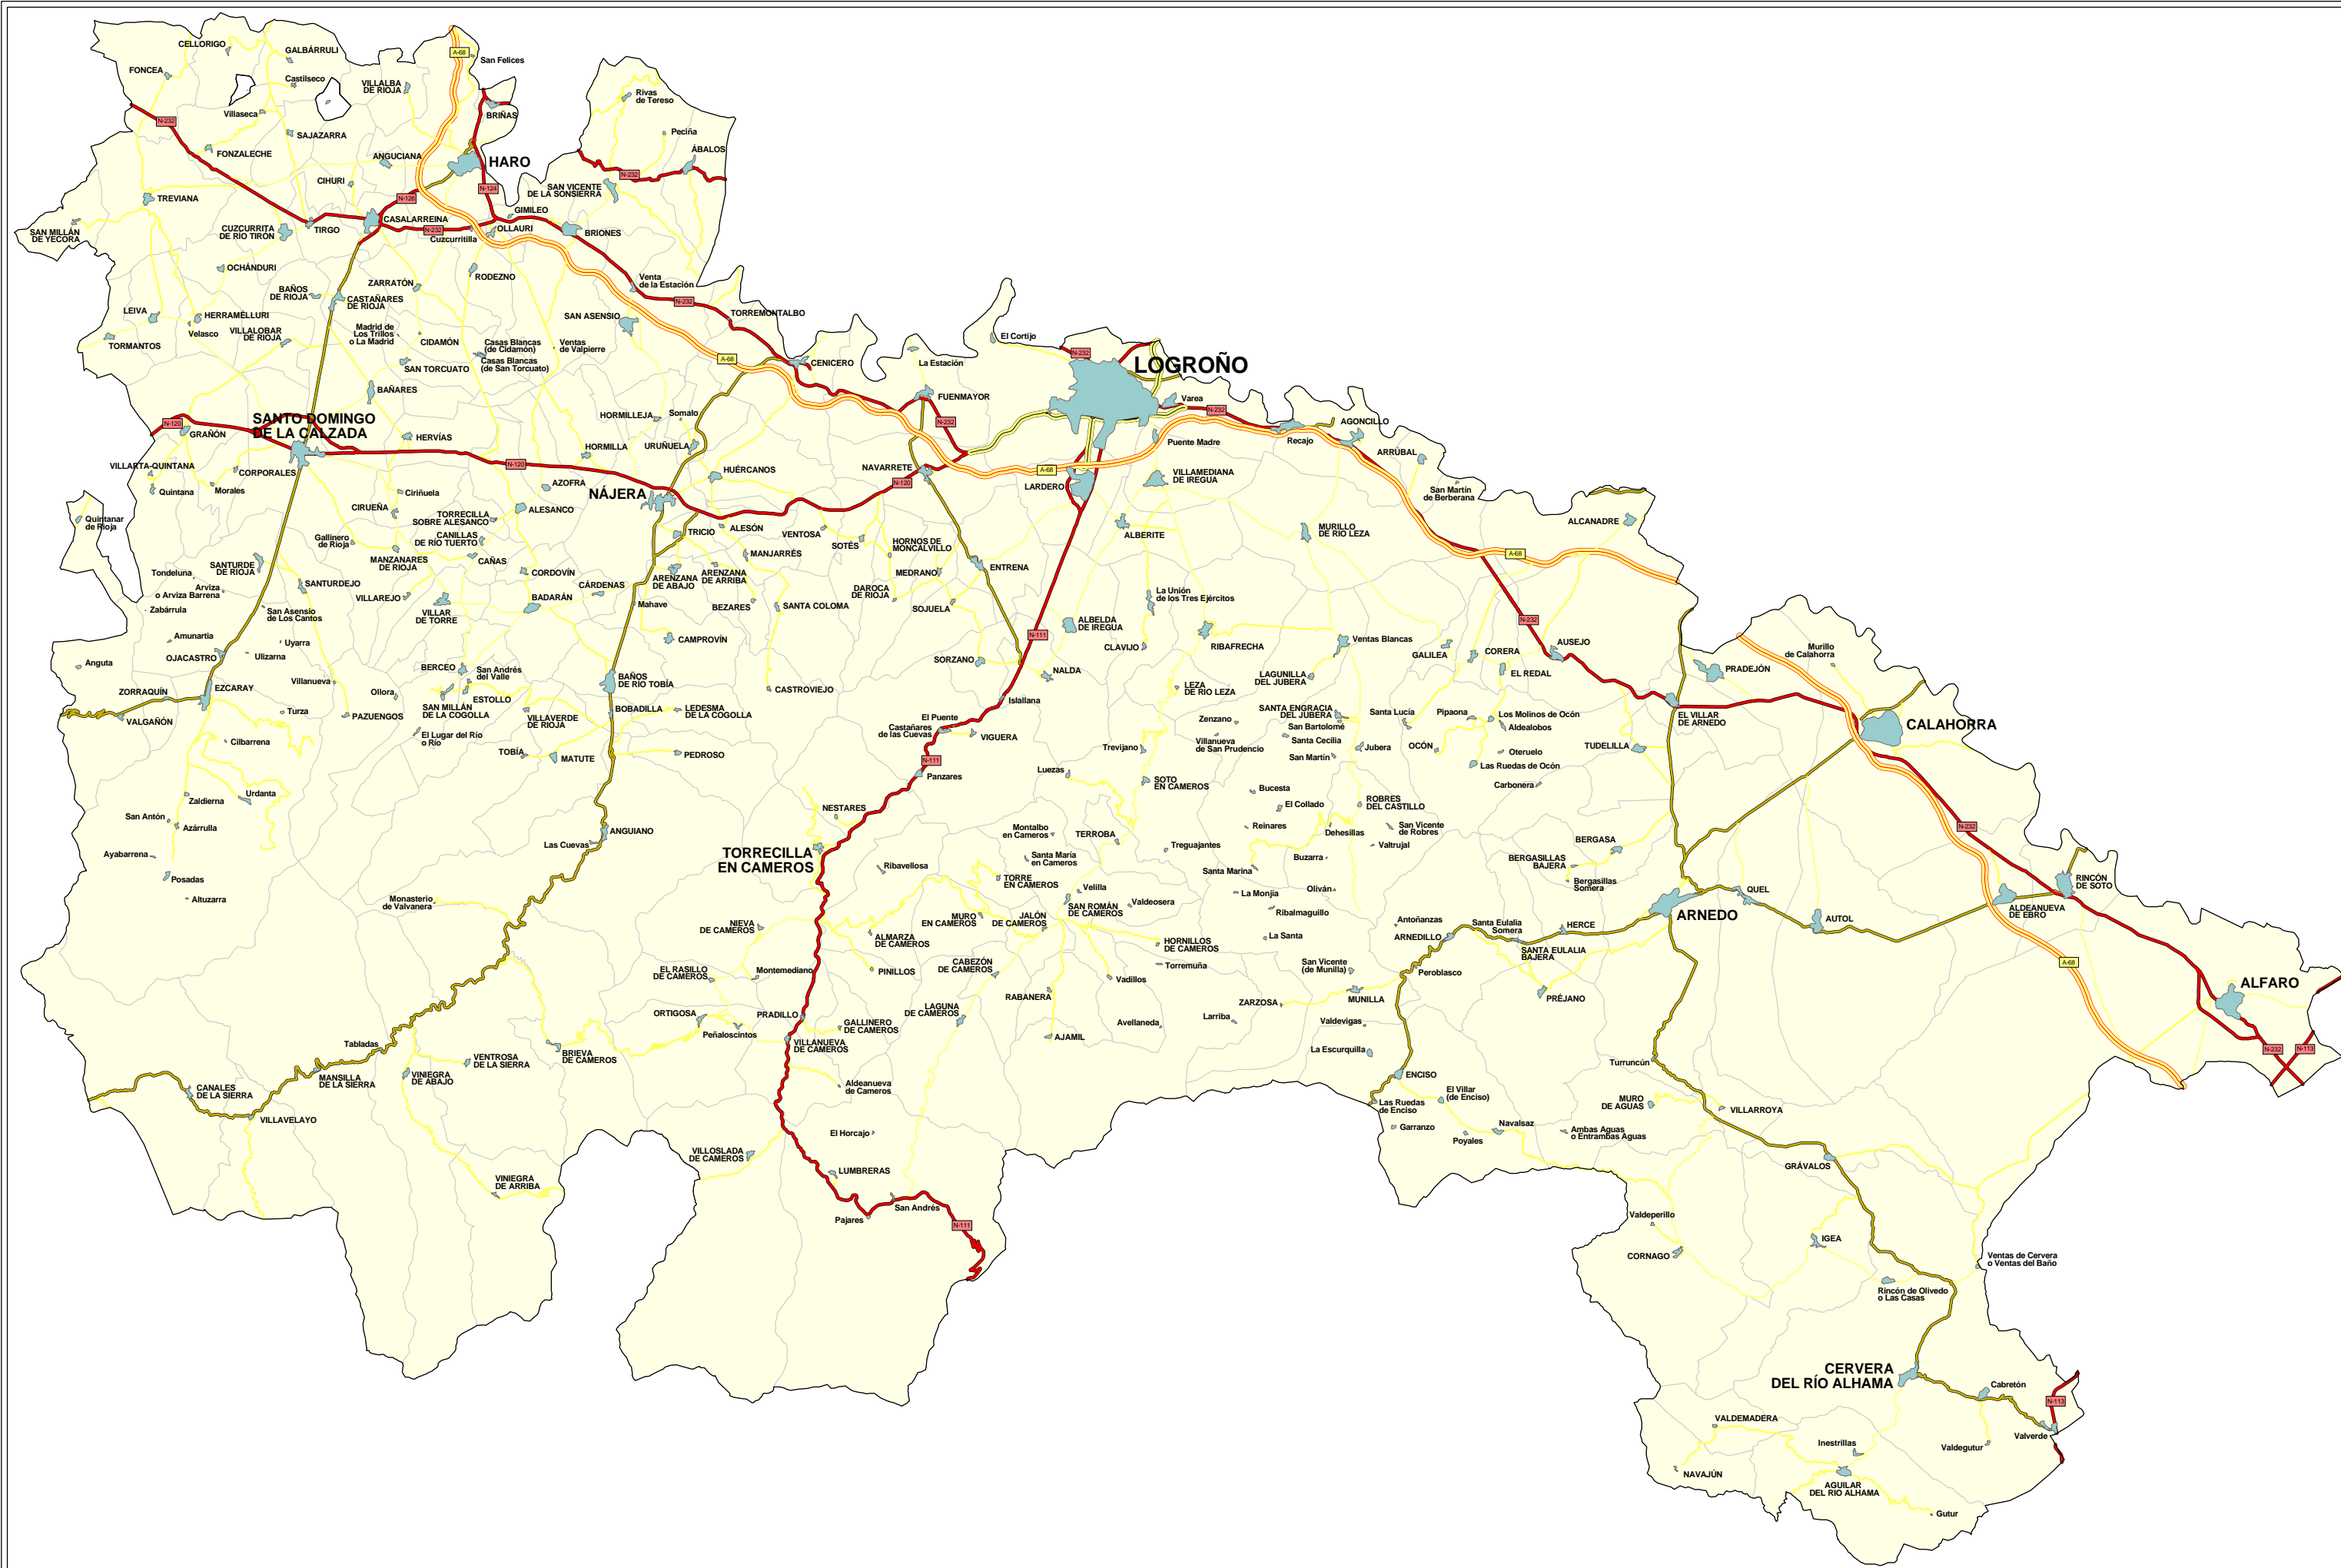 CELLORIGO
GALBÁRRULI
A-68
San Felices
FONCEA
Castilseco
VILLALBA
DE RIOJA
Rivas
de Tereso
Villaseca
BRIÑAS
N-232
SAJAZARRA
Peciña
FONZALECHE
ANGUCIANA
HARO
ÁBALOS
CIHURI
N-124
SAN VICENTE
DE LA SONSIERRA
N-232
TREVIANA
N-126
GIMILEO
SAN MILLÁN
DE YECORA
CUZCURRITA
DE RÍO TIRÓN
TIRGO
CASALARREINA
N-232
Cuzcurritilla
OLLAURI
BRIONES
OCHÁNDURI
ZARRATÓN
RODEZNO
Venta
de la Estación
BAÑOS
DE RIOJA
CASTAÑARES
DE RIOJA
N-232
LEIVA
HERRAMÉLLURI
Velasco
VILLALOBAR
DE RIOJA
Madrid de
Los Trillos
o La Madrid
CIDAMÓN
SAN ASENSIO
TORREMONTALBO
TORMANTOS
Casas Blancas
(de Cidamón)
Casas Blancas
(de San Torcuato)
Ventas
de Valpierre
SAN TORCUATO
A-68
CENICERO
La Estación
El Cortijo
N-232
LOGROÑO
BAÑARES
FUENMAYOR
Varea
N-232
SANTO DOMINGO
DE LA CALZADA
N-120
GRAÑÓN
HORMILLEJA
Somalo
N-232
HERVÍAS
HORMILLA
URUÑUELA
Puente Madre
Recajo
AGONCILLO
ARRÚBAL
VILLARTA-QUINTANA
CORPORALES
N-120
HUÉRCANOS
NAVARRETE
A-68
N-120
LARDERO
VILLAMEDIANA
DE IREGUA
Quintana
Morales
Ciriñuela
AZOFRA
NÁJERA
San Martín
de Berberana
Quintanar
de Rioja
CIRUEÑA
TORRECILLA
SOBRE ALESANCO
ALESANCO
ALCANADRE
Gallinero
de Rioja
CANILLAS
DE RÍO TUERTO
TRICIO
ALESÓN
VENTOSA
SOTÉS
HORNOS DE
MONCALVILLO
ALBERITE
MURILLO
DE RIO LEZA
A-68
SANTURDE
DE RIOJA
MANZANARES
DE RIOJA
CAÑAS
CORDOVÍN
MANJARRÉS
ARENZANA
DE ABAJO
ARENZANA
DE ARRIBA
MEDRANO
ENTRENA
Tondeluna
Arviza
o Arviza Barrena
SANTURDEJO
VILLAREJO
VILLAR
DE TORRE
CÁRDENAS
BADARÁN
Mahave
BEZARES
SANTA COLOMA
DAROCA
DE RIOJA
SOJUELA
La Unión
de los Tres Ejércitos
Zabárrula
San Asensio
de Los Cantos
ALBELDA
DE IREGUA
N-111
N-232
Amunartia
Uyarra
CAMPROVÍN
CLAVIJO
RIBAFRECHA
Ventas Blancas
GALILEA
CORERA
AUSEJO
Murillo
de Calahorra
OJACASTRO
Ulizarna
Anguta
BERCEO
San Andrés
del Valle
SORZANO
NALDA
EL REDAL
PRADEJÓN
ZORRAQUÍN
EZCARAY
Villanueva
Ollora
ESTOLLO
BAÑOS
DE RÍO TOBÍA
CASTROVIEJO
LEZA
DE RIO LEZA
LAGUNILLA
DEL JUBERA
VALGAÑÓN
Turza
PAZUENGOS
SAN MILLÁN
DE LA COGOLLA
VILLAVERDE
DE RIOJA
BOBADILLA
LEDESMA
DE LA COGOLLA
Islallana
El Puente
Castañares
de las Cuevas
VIGUERA
Zenzano
SANTA ENGRACIA
DEL JUBERA
San Bartolomé
Santa Lucía
Pipaona
Los Molinos de Ocón
Aldealobos
EL VILLAR
DE ARNEDO
CALAHORRA
Cilbarrena
El Lugar del Río
o Río
TOBÍA
MATUTE
PEDROSO
N-111
Trevijano
Villanueva
de San Prudencio
Santa Cecilia
Jubera
San Martín
OCÓN
Oteruelo
TUDELILLA
Panzares
Luezas
SOTO
EN CAMEROS
Las Ruedas de Ocón
Carbonera
Zaldierna
Urdanta
Bucesta
El Collado
ROBRES
DEL CASTILLO
San Antón
Azárrulla
NESTARES
Montalbo
en Cameros
TERROBA
Reinares
Dehesillas
San Vicente
de Robres
N-232
Ayabarrena
ANGUIANO
Las Cuevas
TORRECILLA
EN CAMEROS
Ribavellosa
Santa María
en Cameros
Treguajantes
Buzarra
Valtrujal
BERGASA
BERGASILLAS
BAJERA
Bergasillas
Somera
Posadas
Santa Marina
Altuzarra
Monasterio
de Valvanera
TORRE
EN CAMEROS
Velilla
Valdeosera
La Monjía
Oliván
QUEL
RINCÓN
DE SOTO
ALDEANUEVA
DE EBRO
MURO
EN CAMEROS
JALÓN
DE CAMEROS
SAN ROMÁN
DE CAMEROS
Ribalmaguillo
ARNEDO
NIEVA
DE CAMEROS
Antoñanzas
ARNEDILLO
Santa Eulalia
Somera
HERCE
AUTOL
ALMARZA
DE CAMEROS
HORNILLOS
DE CAMEROS
La Santa
SANTA EULALIA
BAJERA
EL RASILLO
DE CAMEROS
Montemediano
PINILLOS
CABEZÓN
DE CAMEROS
Torremuña
Vadillos
San Vicente
(de Munilla)
Peroblasco
A-68
ALFARO
RABANERA
ZARZOSA
MUNILLA
PRÉJANO
ORTIGOSA
Peñaloscintos
PRADILLO
GALLINERO
DE CAMEROS
LAGUNA
DE CAMEROS
Avellaneda
Larriba
Valdevigas
Tabladas
BRIEVA
DE CAMEROS
VILLANUEVA
DE CAMEROS
AJAMIL
La Escurquilla
N-232
N-113
VENTROSA
DE LA SIERRA
MANSILLA
DE LA SIERRA
VINIEGRA
DE ABAJO
Turruncún
ENCISO
CANALES
DE LA SIERRA
Aldeanueva
de Cameros
Las Ruedas
de Enciso
El Villar
(de Enciso)
MURO
DE AGUAS
VILLARROYA
VILLAVELAYO
El Horcajo
Garranzo
Poyales
Navalsaz
Ambas Aguas
o Entrambas Aguas
VILLOSLADA
DE CAMEROS
LUMBRERAS
GRÁVALOS
VINIEGRA
DE ARRIBA
San Andrés
Pajares
N-111
Valdeperillo
IGEA
CORNAGO
Ventas de Cervera
o Ventas del Baño
Rincón de Olivedo
o Las Casas
CERVERA
DEL RÍO ALHAMA
Cabretón
N-113
VALDEMADERA
Valverde
Inestrillas
Valdegutur
NAVAJÚN
AGUILAR
DEL RIO ALHAMA
Gutur